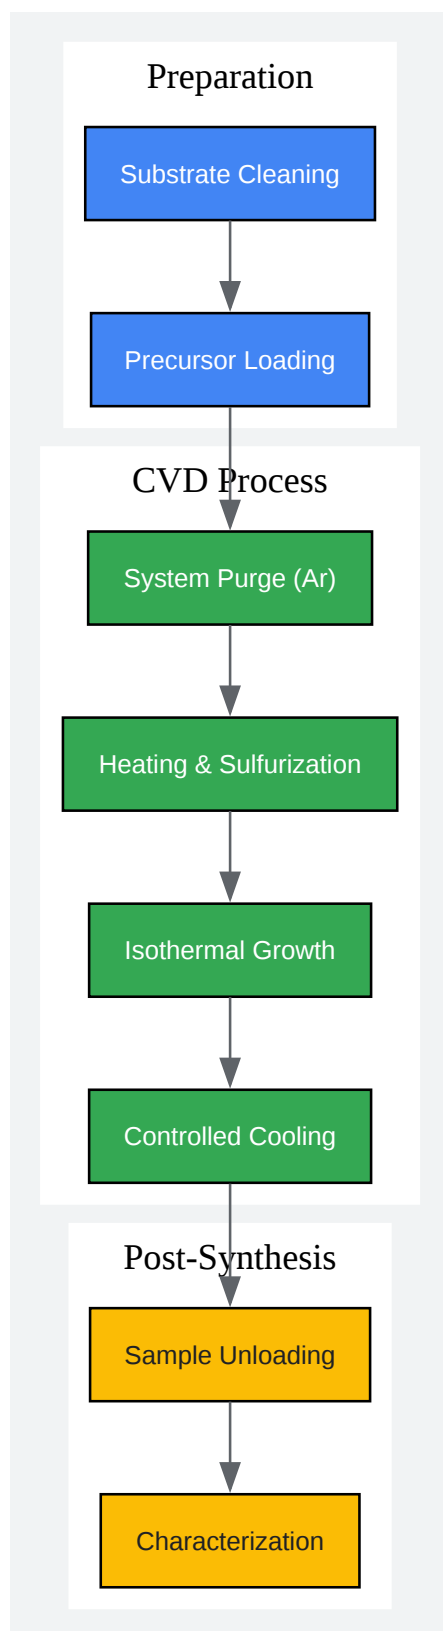 Preparation
Substrate Cleaning
Precursor Loading
CVD Process
System Purge (Ar)
Heating & Sulfurization
Isothermal Growth
Controlled Cooling
Post-Synthesis
Sample Unloading
Characterization